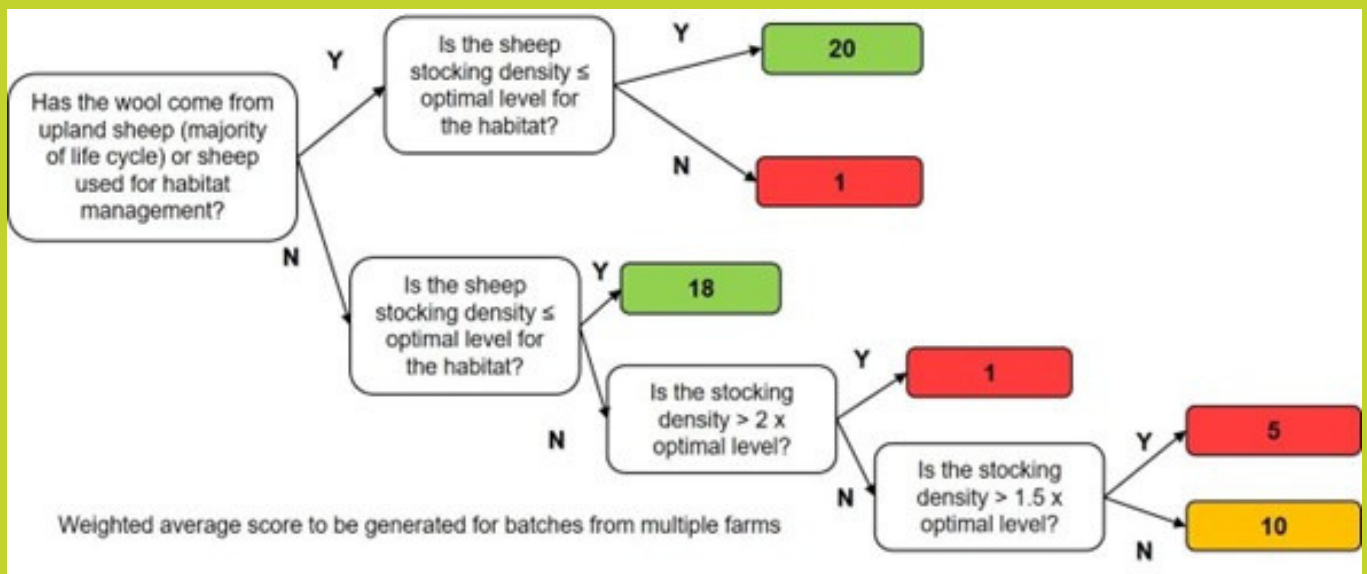 Has the wool come from
upland sheep (majority
of life cycle) or sheep
used for habitat
management?
Y
N
Is the sheep
stocking density ≤
optimal level for
the habitat?
Y
20
N
1
Is the sheep
stocking density ≤
optimal level for
the habitat?
Y
18
N
Is the stocking
density > 2 x
optimal level?
Y
1
N
Is the stocking
density > 1.5 x
optimal level?
Y
5
N
10
Weighted average score to be generated for batches from multiple farms